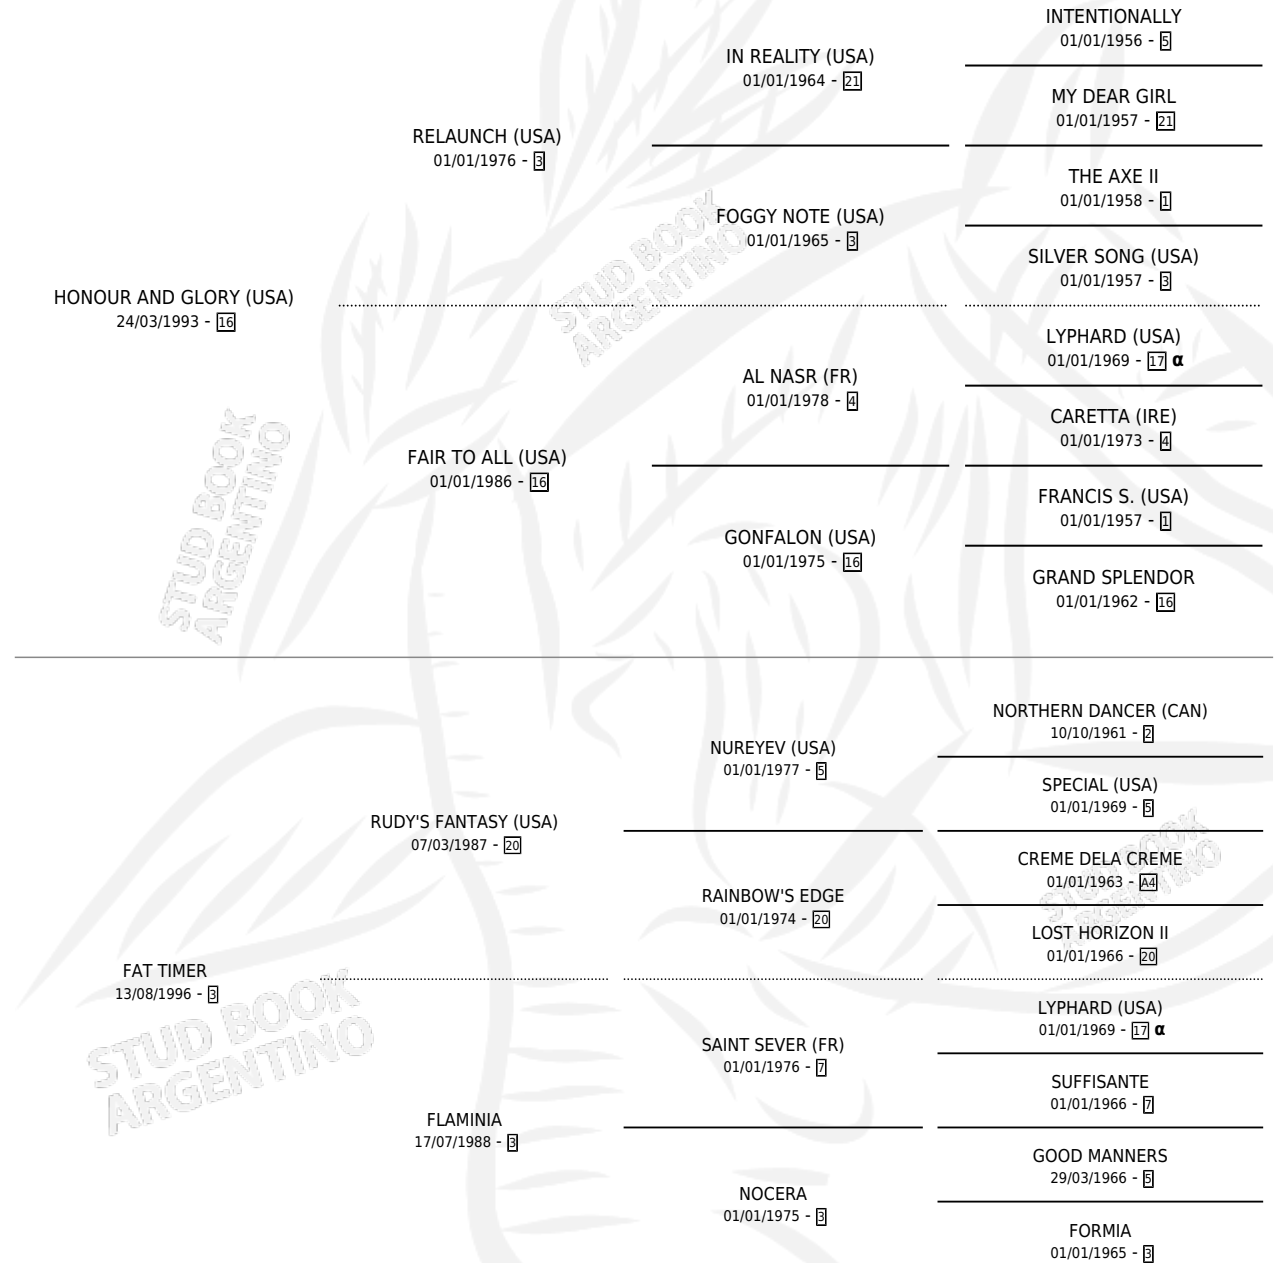 INTENTIONALLY
01/01/1956 - 5
IN REALITY (USA)
01/01/1964 - 21
MY DEAR GIRL
01/01/1957 - 21
RELAUNCH (USA)
01/01/1976 - 3
THE AXE II
01/01/1958 - 1
FOGGY NOTE (USA)
01/01/1965 - 3
SILVER SONG (USA)
01/01/1957 - 3
HONOUR AND GLORY (USA)
24/03/1993 - 16
LYPHARD (USA)
01/01/1969 - 17 α
AL NASR (FR)
01/01/1978 - 4
CARETTA (IRE)
01/01/1973 - 4
FAIR TO ALL (USA)
01/01/1986 - 16
FRANCIS S. (USA)
01/01/1957 - 1
GONFALON (USA)
01/01/1975 - 16
GRAND SPLENDOR
01/01/1962 - 16
NORTHERN DANCER (CAN)
10/10/1961 - 2
NUREYEV (USA)
01/01/1977 - 5
SPECIAL (USA)
01/01/1969 - 5
RUDY'S FANTASY (USA)
07/03/1987 - 20
CREME DELA CREME
01/01/1963 - A4
RAINBOW'S EDGE
01/01/1974 - 20
LOST HORIZON II
01/01/1966 - 20
FAT TIMER
13/08/1996 - 3
LYPHARD (USA)
01/01/1969 - 17 α
SAINT SEVER (FR)
01/01/1976 - 7
SUFFISANTE
01/01/1966 - 7
FLAMINIA
17/07/1988 - 3
GOOD MANNERS
29/03/1966 - 5
NOCERA
01/01/1975 - 3
FORMIA
01/01/1965 - 3
STUD BOOK
ARGENTINO
STUD BOOK
ARGENTINO
STUD BOOK
ARGENTINO
STUD BOOK
ARGENTINO